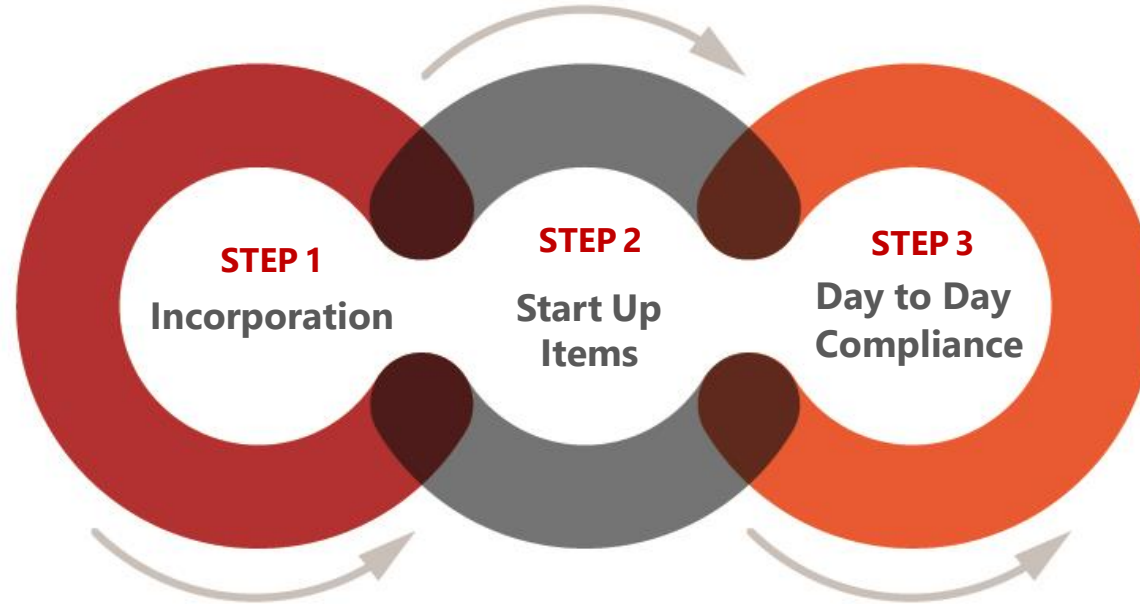 STEP 1
Incorporation
STEP 2
Start Up
Items
STEP 3
Day to Day
Compliance